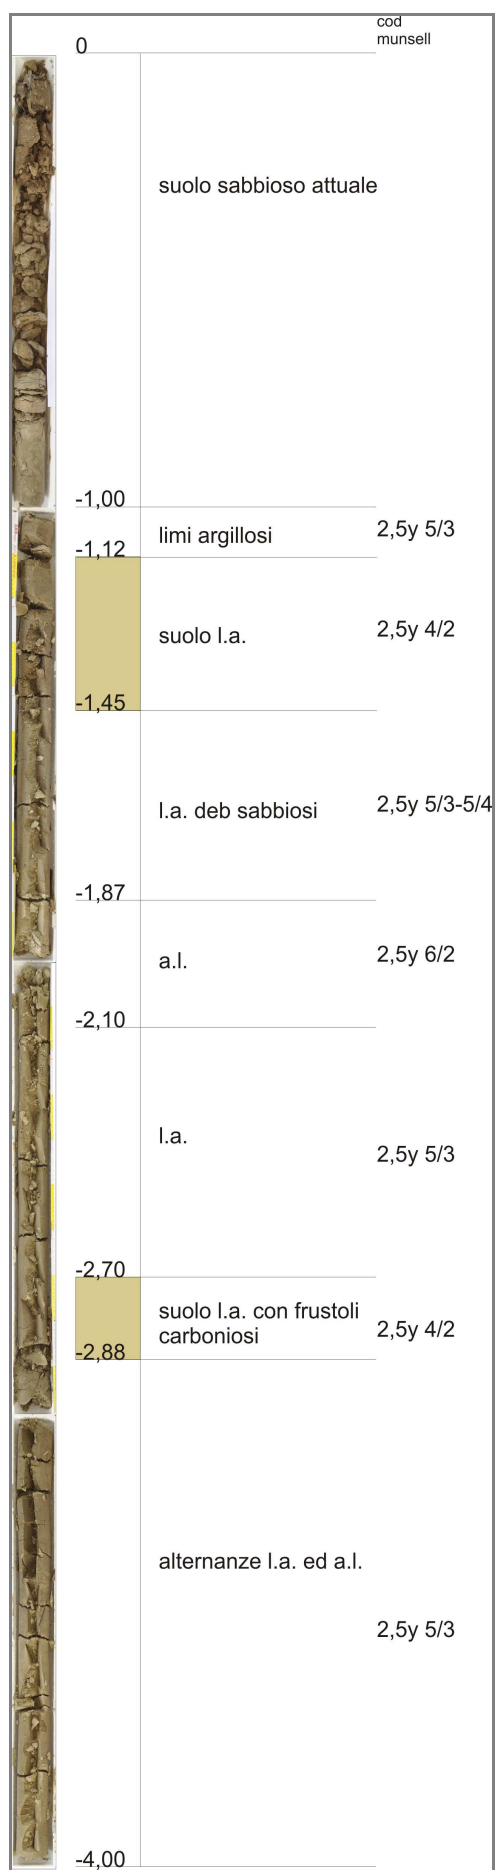 cod
munsell
0
suolo sabbioso attuale
-1,00
limi argillosi
2,5y 5/3
-1,12
suolo l.a.
2,5y 4/2
-1,45
l.a. deb sabbiosi
2,5y 5/3-5/4
-1,87
a.l.
2,5y 6/2
-2,10
l.a.
2,5y 5/3
-2,70
suolo l.a. con frustoli
carboniosi
2,5y 4/2
-2,88
alternanze l.a. ed a.l.
2,5y 5/3
-4,00